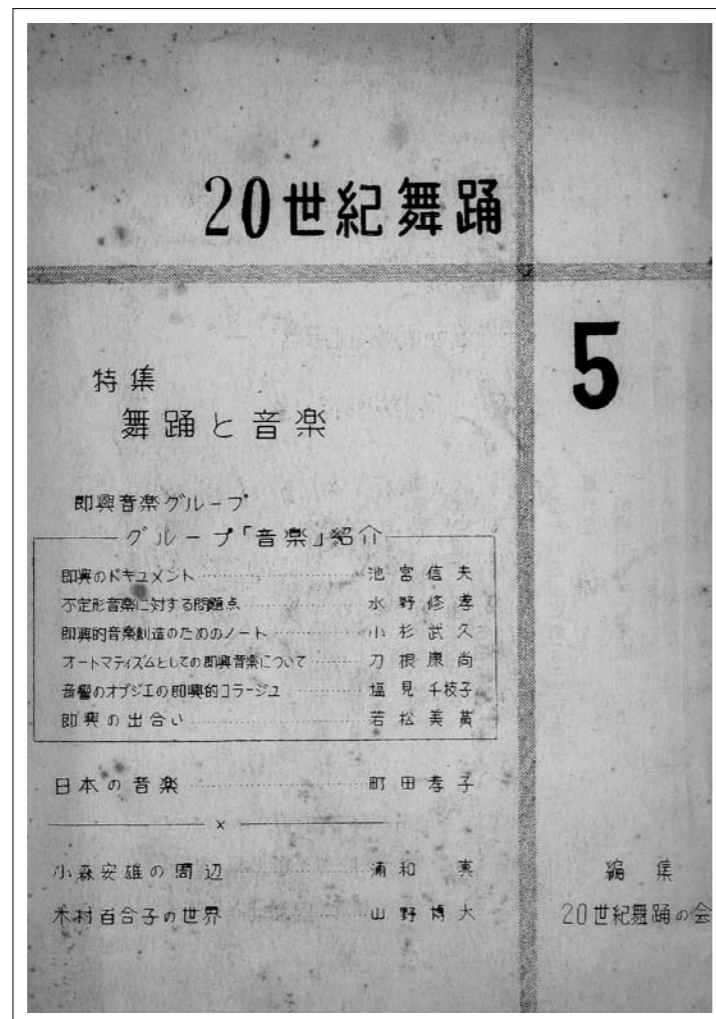 20世紀舞踊
5
特集
舞踊と音楽
即興音楽グループ
グループ「音楽」紹介
即興のドキュメント 池宮信夫
不定形音楽に対する問題点 水野修孝
即興的音楽創造のためのノート 小杉武久
オートマティズムとしての即興音楽について 刀根康尚
音響のオブジエの即興的コラージュ 塩見千枝子
即興の出合い 若松美黄
日本の音楽 町田孝子
×
小森安雄の周辺 浦和真
木村百合子の世界 山野博大
編集
20世紀舞踊の会